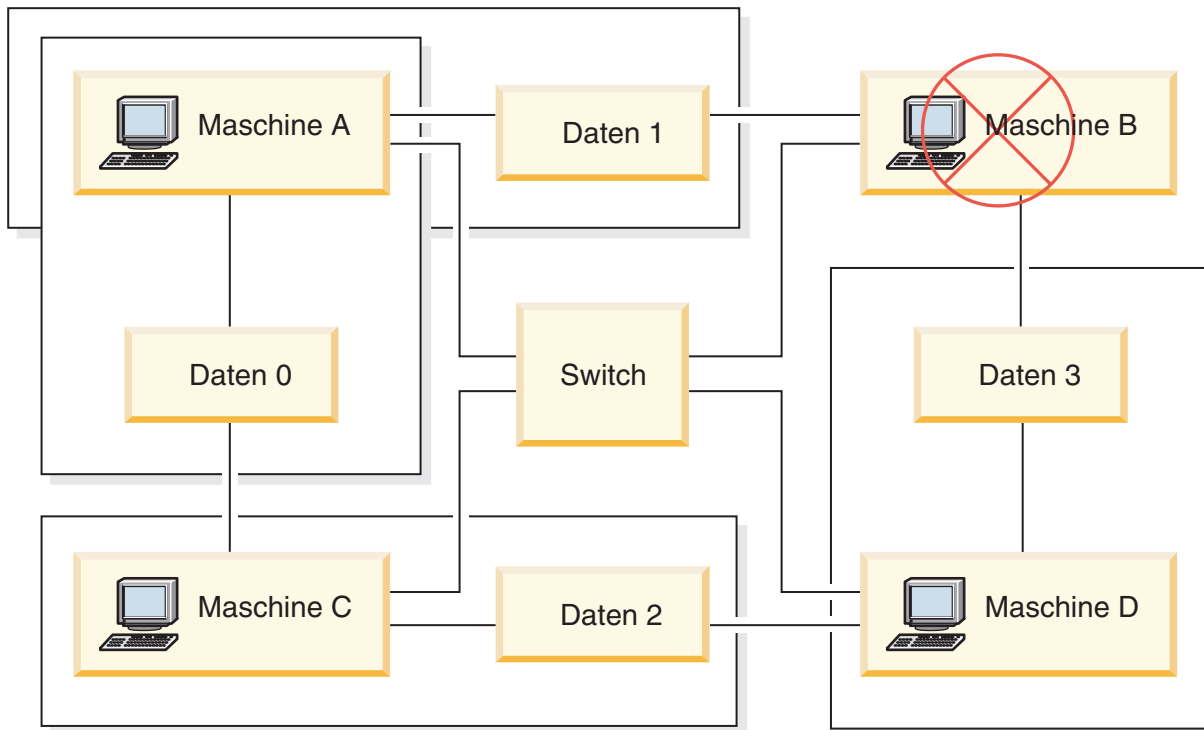 Maschine A
Daten 1
Maschine B
Daten 0
Switch
Daten 3
Maschine C
Daten 2
Maschine D